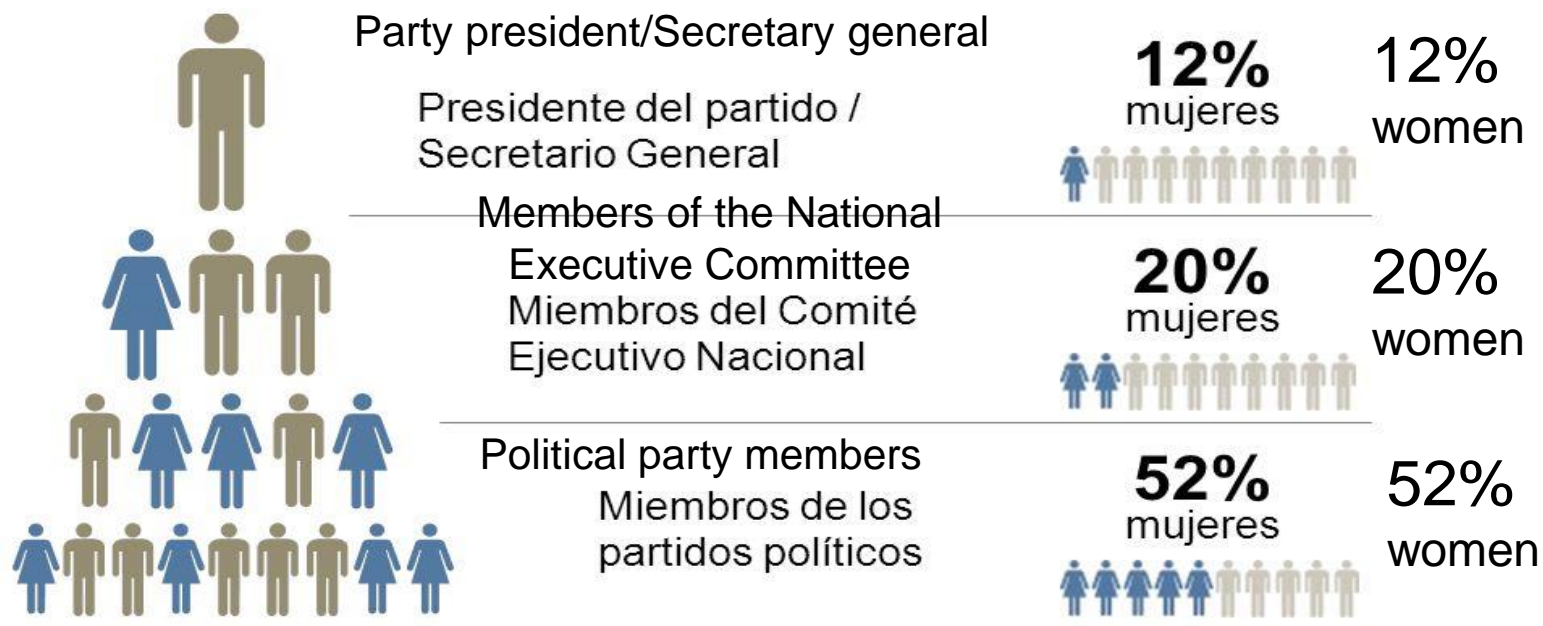 Party president/Secretary general
Presidente del partido /
Secretario General
12%
mujeres
12%
women
Members of the National
Executive Committee
Miembros del Comité
Ejecutivo Nacional
20%
mujeres
20%
women
Political party members
Miembros de los
partidos políticos
52%
mujeres
52%
women